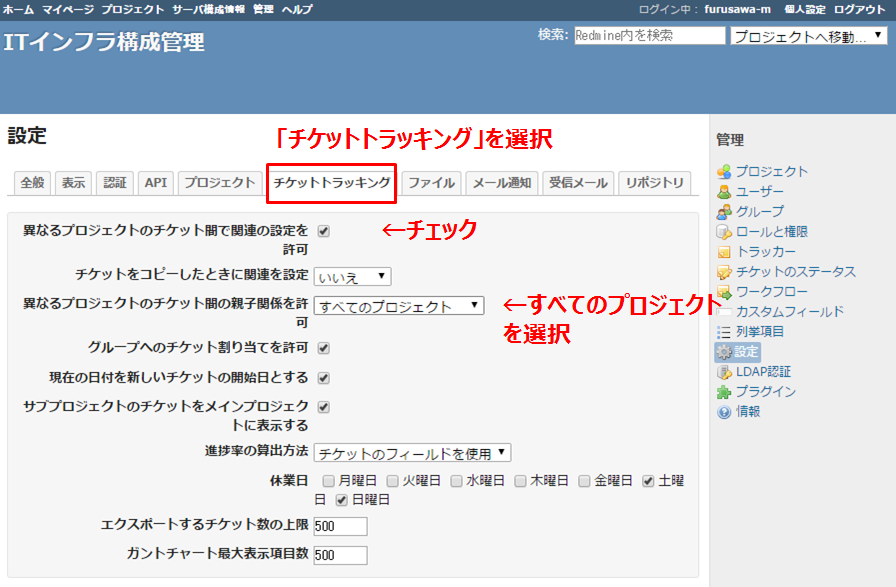 ホーム マイページ プロジェクト サーバ構成情報 管理 ヘルプ
ログイン中： furusawa-m 個人設定 ログアウト
ITインフラ構成管理
検索: Redmine内を検索 プロジェクトへ移動...
設定
「チケットトラッキング」を選択
全般 表示 認証 API プロジェクト チケットトラッキング ファイル メール通知 受信メール リポジトリ
異なるプロジェクトのチケット間で関連の設定を
許可
←チェック
チケットをコピーしたときに関連を設定 いいえ
異なるプロジェクトのチケット間の親子関係を許
可
すべてのプロジェクト
←すべてのプロジェクト
を選択
グループへのチケット割り当てを許可
現在の日付を新しいチケットの開始日とする
サブプロジェクトのチケットをメインプロジェク
トに表示する
進捗率の算出方法 チケットのフィールドを使用
休業日 月曜日 火曜日 水曜日 木曜日 金曜日 土曜
日 日曜日
エクスポートするチケット数の上限 500
ガントチャート最大表示項目数 500
管理
プロジェクト
ユーザー
グループ
ロールと権限
トラッカー
チケットのステータス
ワークフロー
カスタムフィールド
列挙項目
設定
LDAP認証
プラグイン
情報